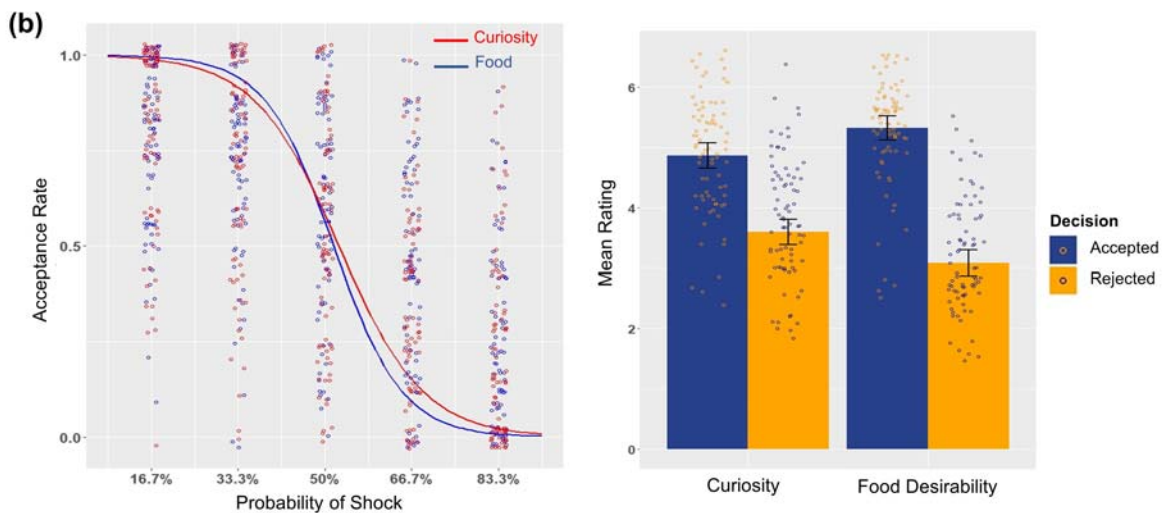 (b)
Curiosity
Food
1.0
0.5
0.0
Acceptance Rate
16.7%
33.3%
50%
66.7%
83.3%
Probability of Shock
6
4
2
0
Mean Rating
Curiosity
Food Desirability
Decision
Accepted
Rejected